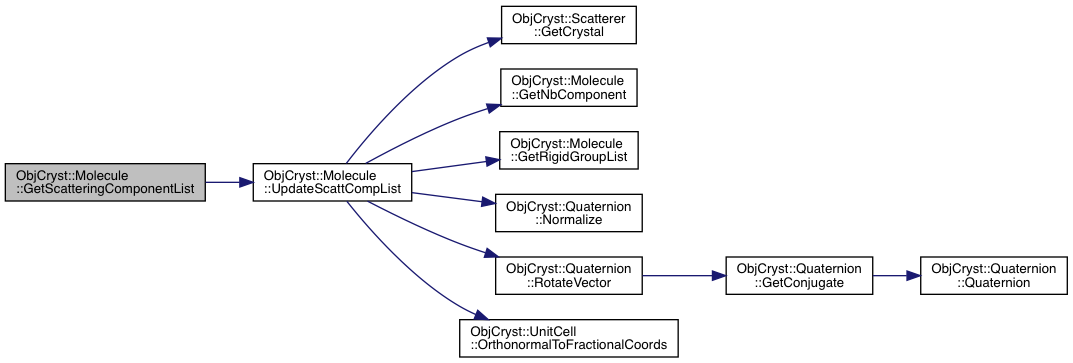 ObjCryst::Molecule
::GetScatteringComponentList
ObjCryst::Molecule
::UpdateScattCompList
ObjCryst::Scatterer
::GetCrystal
ObjCryst::Molecule
::GetNbComponent
ObjCryst::Molecule
::GetRigidGroupList
ObjCryst::Quaternion
::Normalize
ObjCryst::Quaternion
::RotateVector
ObjCryst::Quaternion
::GetConjugate
ObjCryst::Quaternion
::Quaternion
ObjCryst::UnitCell
::OrthonormalToFractionalCoords